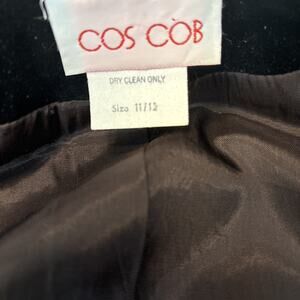 COS COB
DRY CLEAN ONLY
Size 11/12